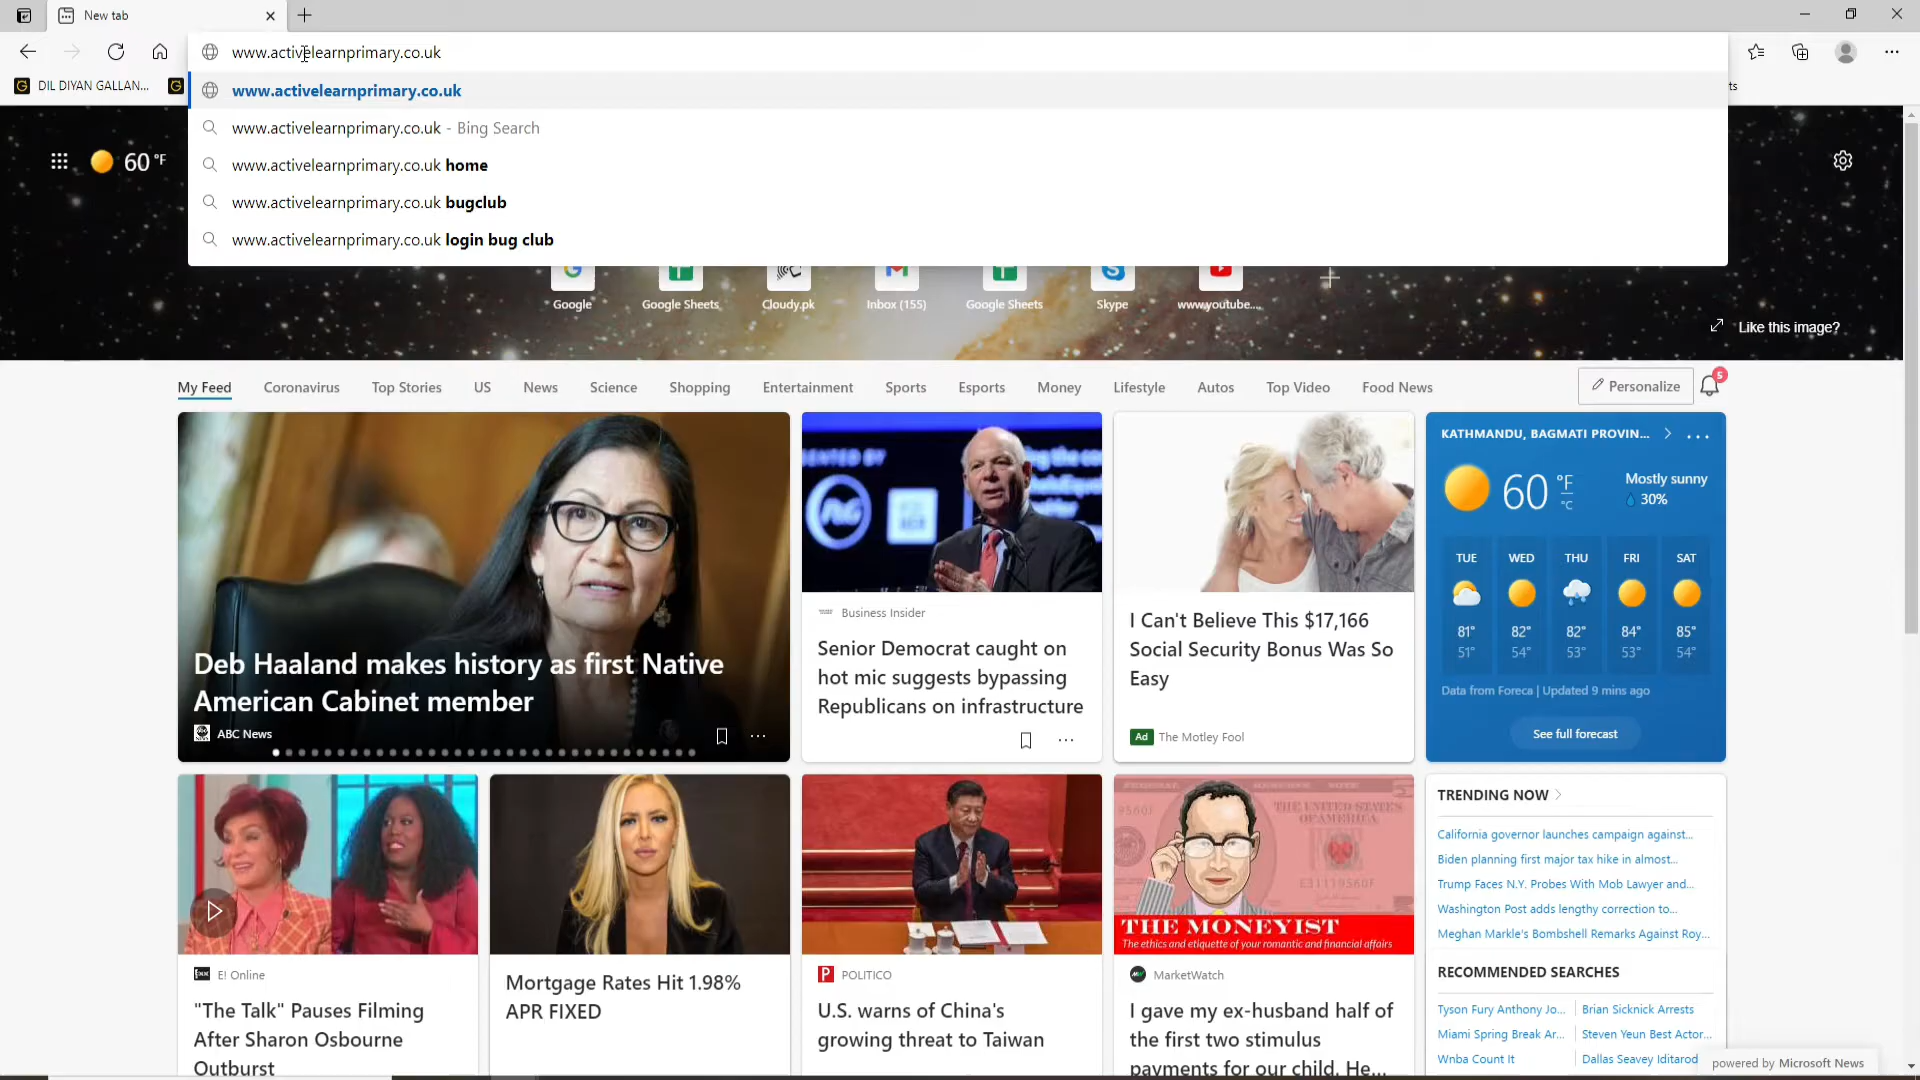 New tab
www.activelearnprimary.co.uk
DIL DIYAN GALLAN...
www.activelearnprimary.co.uk
ts
www.activelearnprimary.co.uk - Bing Search
60 °F
www.activelearnprimary.co.uk home
www.activelearnprimary.co.uk bugclub
www.activelearnprimary.co.uk login bug club
Google
Google Sheets
Cloudy.pk
Inbox (155)
Google Sheets
Skype
www.youtube....
Like this image?
My Feed
Coronavirus
Top Stories
US
News
Science
Shopping
Entertainment
Sports
Esports
Money
Lifestyle
Autos
Top Video
Food News
Personalize
5
Deb Haaland makes history as first Native
American Cabinet member
ABC News
Business Insider
Senior Democrat caught on
hot mic suggests bypassing
Republicans on infrastructure
I Can't Believe This $17,166
Social Security Bonus Was So
Easy
Ad The Motley Fool
KATHMANDU, BAGMATI PROVIN...
60 °F
°C
Mostly sunny
30%
TUE WED THU FRI SAT
81° 82° 82° 84° 85°
51° 54° 53° 53° 54°
Data from Foreca | Updated 9 mins ago
See full forecast
E! Online
"The Talk" Pauses Filming
After Sharon Osbourne
Outburst
Mortgage Rates Hit 1.98%
APR FIXED
POLITICO
U.S. warns of China's
growing threat to Taiwan
THE UNITED STATES
OF AMERICA
E31119560F
THE MONEYIST
The ethics and etiquette of your romantic and financial affairs
MarketWatch
I gave my ex-husband half of
the first two stimulus
payments for our child. He...
TRENDING NOW
California governor launches campaign against...
Biden planning first major tax hike in almost...
Trump Faces N.Y. Probes With Mob Lawyer and...
Washington Post adds lengthy correction to...
Meghan Markle's Bombshell Remarks Against Roy...
RECOMMENDED SEARCHES
Tyson Fury Anthony Jo... Brian Sicknick Arrests
Miami Spring Break Ar... Steven Yeun Best Actor...
Wnba Count It Dallas Seavey Iditarod
powered by Microsoft News